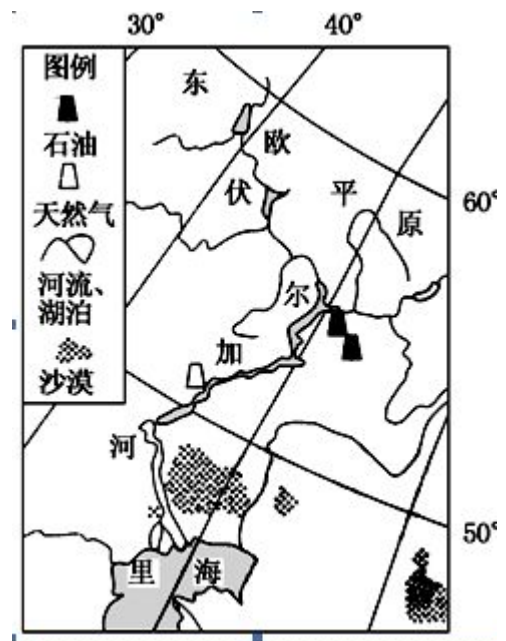 30°
40°
图例
石油
天然气
河流、
湖泊
沙漠
东
欧
平
原
伏
尔
加
河
里海
60°
50°